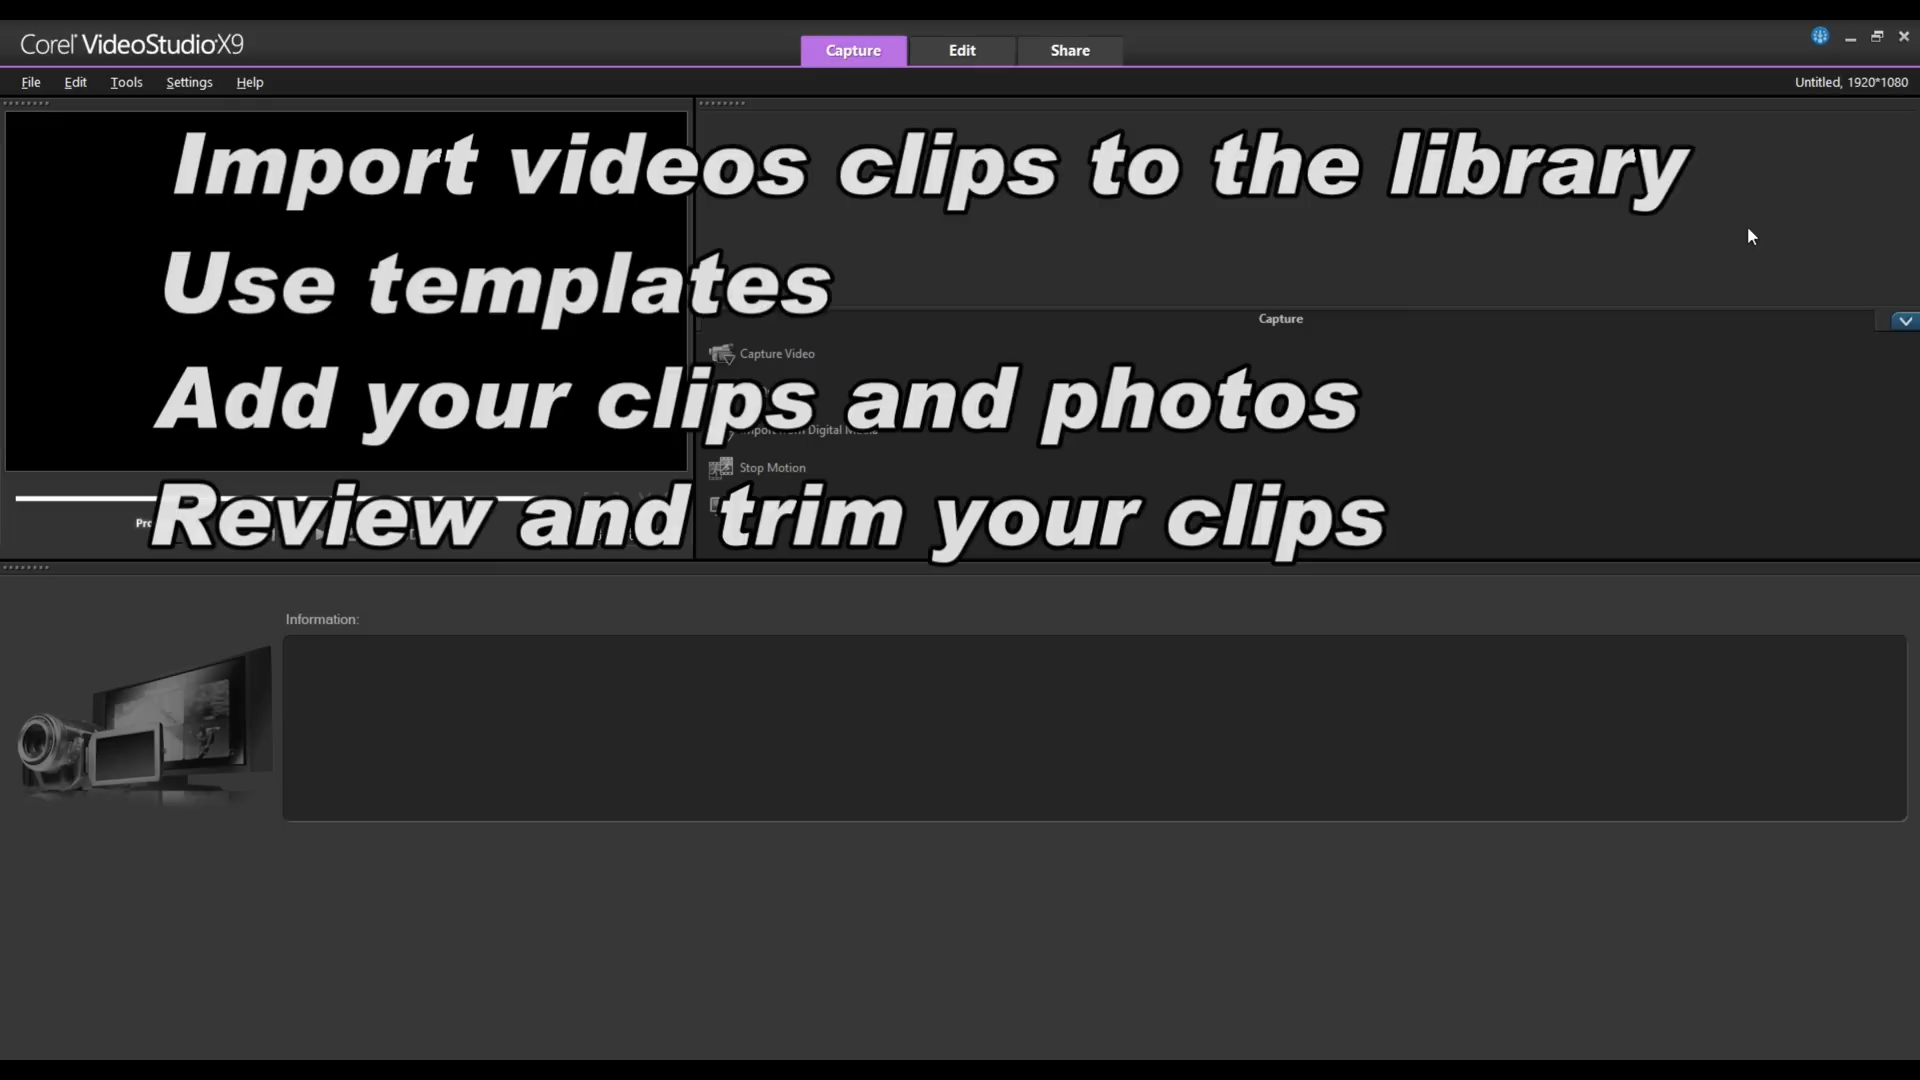 Corel VideoStudio X9
Capture
Edit
Share
File
Edit
Tools
Settings
Help
Untitled, 1920*1080
Import videos clips to the library
Use templates
Capture
Capture Video
Add your clips and photos
Digital
Stop Motion
Review and trim your clips
Information: